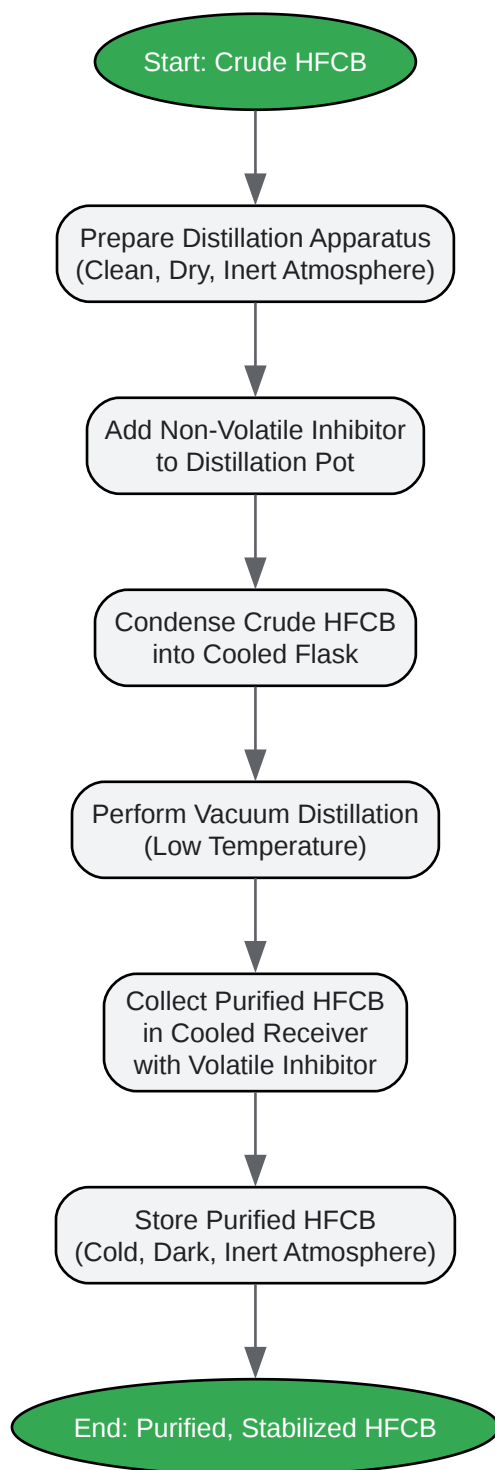 Start: Crude HFCB
Prepare Distillation Apparatus
(Clean, Dry, Inert Atmosphere)
Add Non-Volatile Inhibitor
to Distillation Pot
Condense Crude HFCB
into Cooled Flask
Perform Vacuum Distillation
(Low Temperature)
Collect Purified HFCB
in Cooled Receiver
with Volatile Inhibitor
Store Purified HFCB
(Cold, Dark, Inert Atmosphere)
End: Purified, Stabilized HFCB